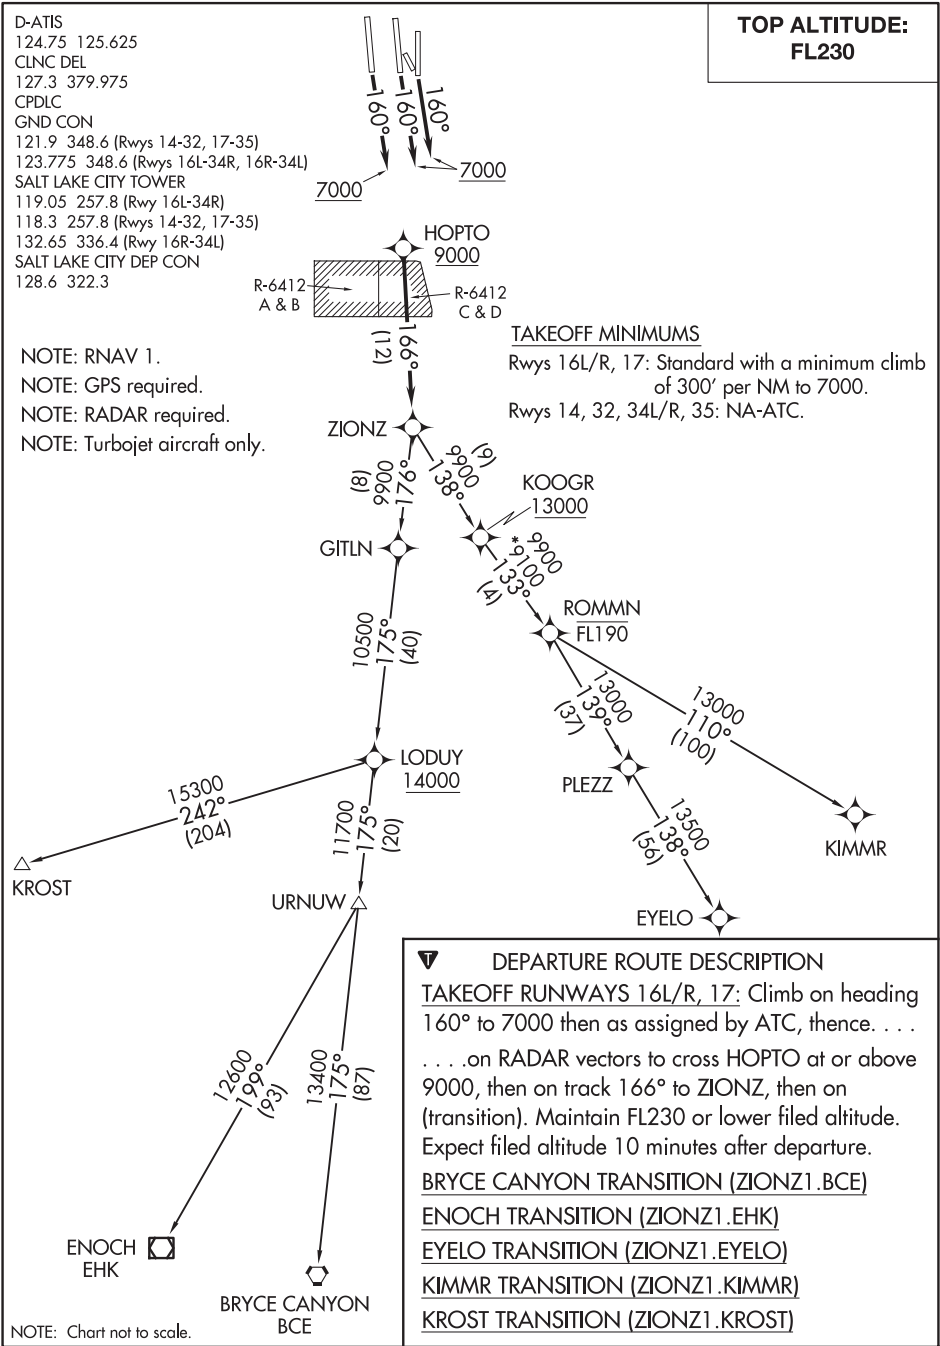 D-ATIS
124.75 125.625
CLNC DEL
127.3 379.975
CPDLC
GND CON
121.9 348.6 (Rwys 14-32, 17-35)
123.775 348.6 (Rwys 16L-34R, 16R-34L)
SALT LAKE CITY TOWER
119.05 257.8 (Rwy 16L-34R)
118.3 257.8 (Rwys 14-32, 17-35)
132.65 336.4 (Rwy 16R-34L)
SALT LAKE CITY DEP CON
128.6 322.3
TOP ALTITUDE:
FL230
160°
160°
160°
7000
7000
HOPTO
9000
R-6412
A & B
R-6412
C & D
166°
(12)
NOTE: RNAV 1.
NOTE: GPS required.
NOTE: RADAR required.
NOTE: Turbojet aircraft only.
TAKEOFF MINIMUMS
Rwys 16L/R, 17: Standard with a minimum climb
of 300' per NM to 7000.
Rwys 14, 32, 34L/R, 35: NA-ATC.
ZIONZ
9900
176°
(8)
9900
138°
(9)
KOOGR
13000
GITLN
9900
*9100
133°
(4)
ROMMN
FL190
10500
175°
(40)
13000
139°
(37)
13000
110°
(100)
LODUY
14000
PLEZZ
15300
242°
(204)
11700
175°
(20)
13500
138°
(56)
KIMMR
KROST
URNUW
EYELO
12600
199°
(93)
13400
175°
(87)
ENOCH
EHK
BRYCE CANYON
BCE
NOTE: Chart not to scale.
T
DEPARTURE ROUTE DESCRIPTION
TAKEOFF RUNWAYS 16L/R, 17: Climb on heading
160° to 7000 then as assigned by ATC, thence. . . .
. . . .on RADAR vectors to cross HOPTO at or above
9000, then on track 166° to ZIONZ, then on
(transition). Maintain FL230 or lower filed altitude.
Expect filed altitude 10 minutes after departure.
BRYCE CANYON TRANSITION (ZIONZ1.BCE)
ENOCH TRANSITION (ZIONZ1.EHK)
EYELO TRANSITION (ZIONZ1.EYELO)
KIMMR TRANSITION (ZIONZ1.KIMMR)
KROST TRANSITION (ZIONZ1.KROST)